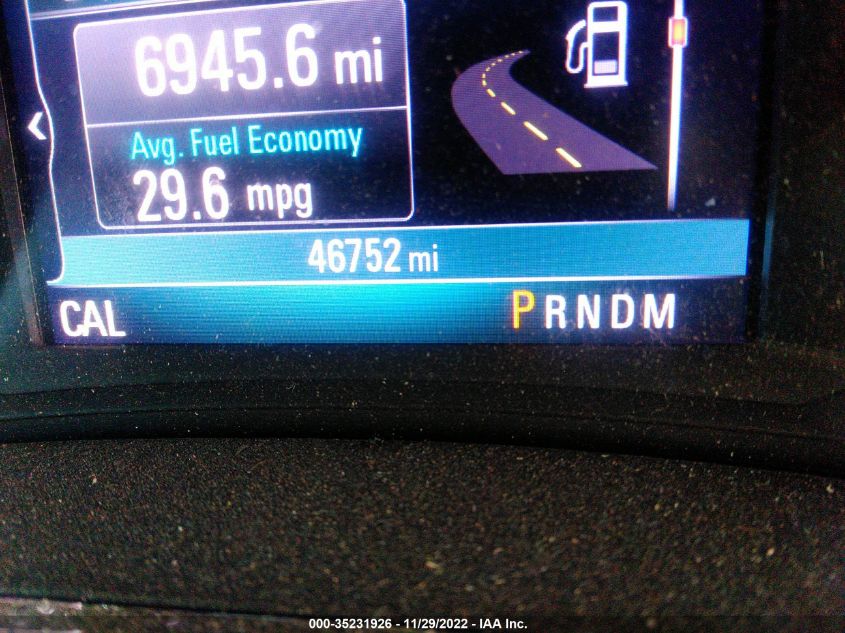 6945.6 mi
Avg. Fuel Economy
29.6 mpg
46752 mi
CAL PRNDM
000-35231926 - 11/29/2022 - IAA Inc.